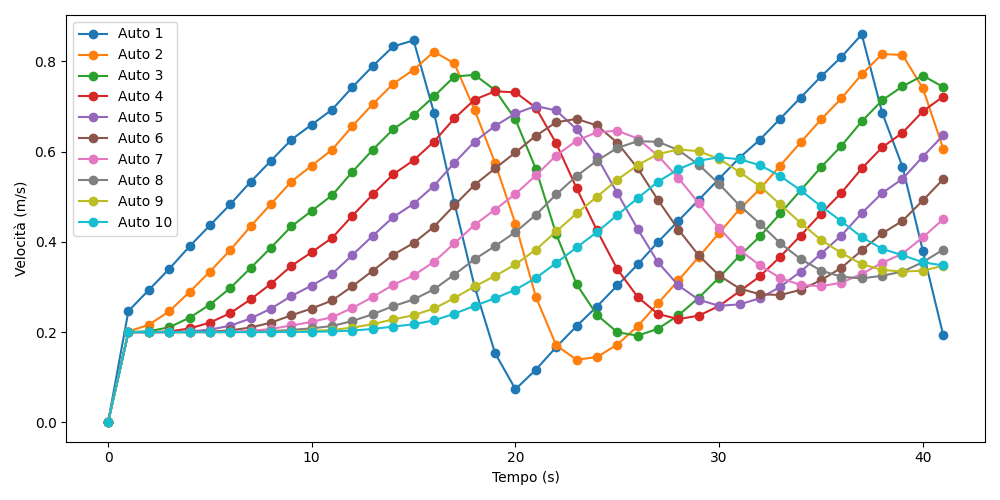 Auto 1
Auto 2
Auto 3
Auto 4
Auto 5
Auto 6
Auto 7
Auto 8
Auto 9
Auto 10
Velocità (m/s)
0.8
0.6
0.4
0.2
0.0
0 10 20 30 40
Tempo (s)